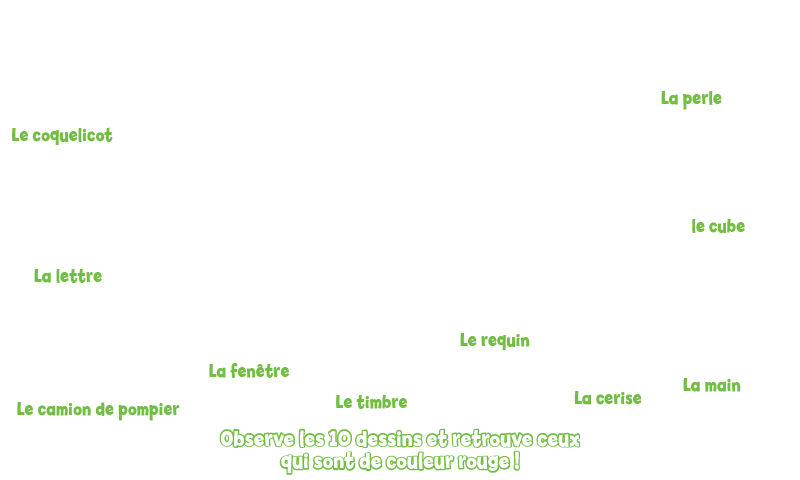 La perle
Le coquelicot
le cube
La lettre
Le requin
La fenêtre
La main
La cerise
Le timbre
Le camion de pompier
Observe les 10 dessins et retrouve ceux
qui sont de couleur rouge !